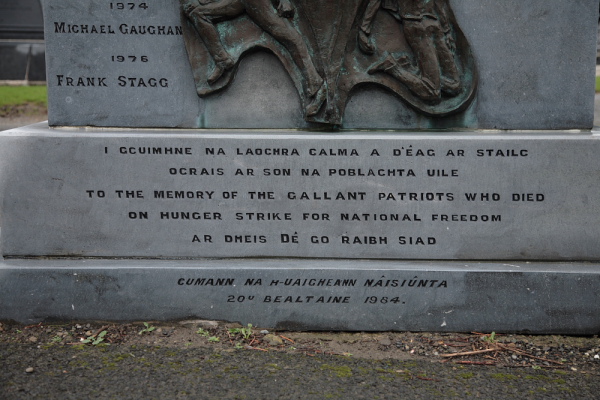 1974
MICHAEL GAUGHAN
1976
FRANK STAGG
I GCUIMHNE NA LAOCHRA CALMA A D'ÉAG AR STAILC
OCRAIS AR SON NA POBLACHTA UILE
TO THE MEMORY OF THE GALLANT PATRIOTS WHO DIED
ON HUNGER STRIKE FOR NATIONAL FREEDOM
AR DHEIS DÉ GO RAIBH SIAD
CUMANN NA H-UAIGHEANN NÁISIÚNTA
20Ú BEALTAINE 1984.